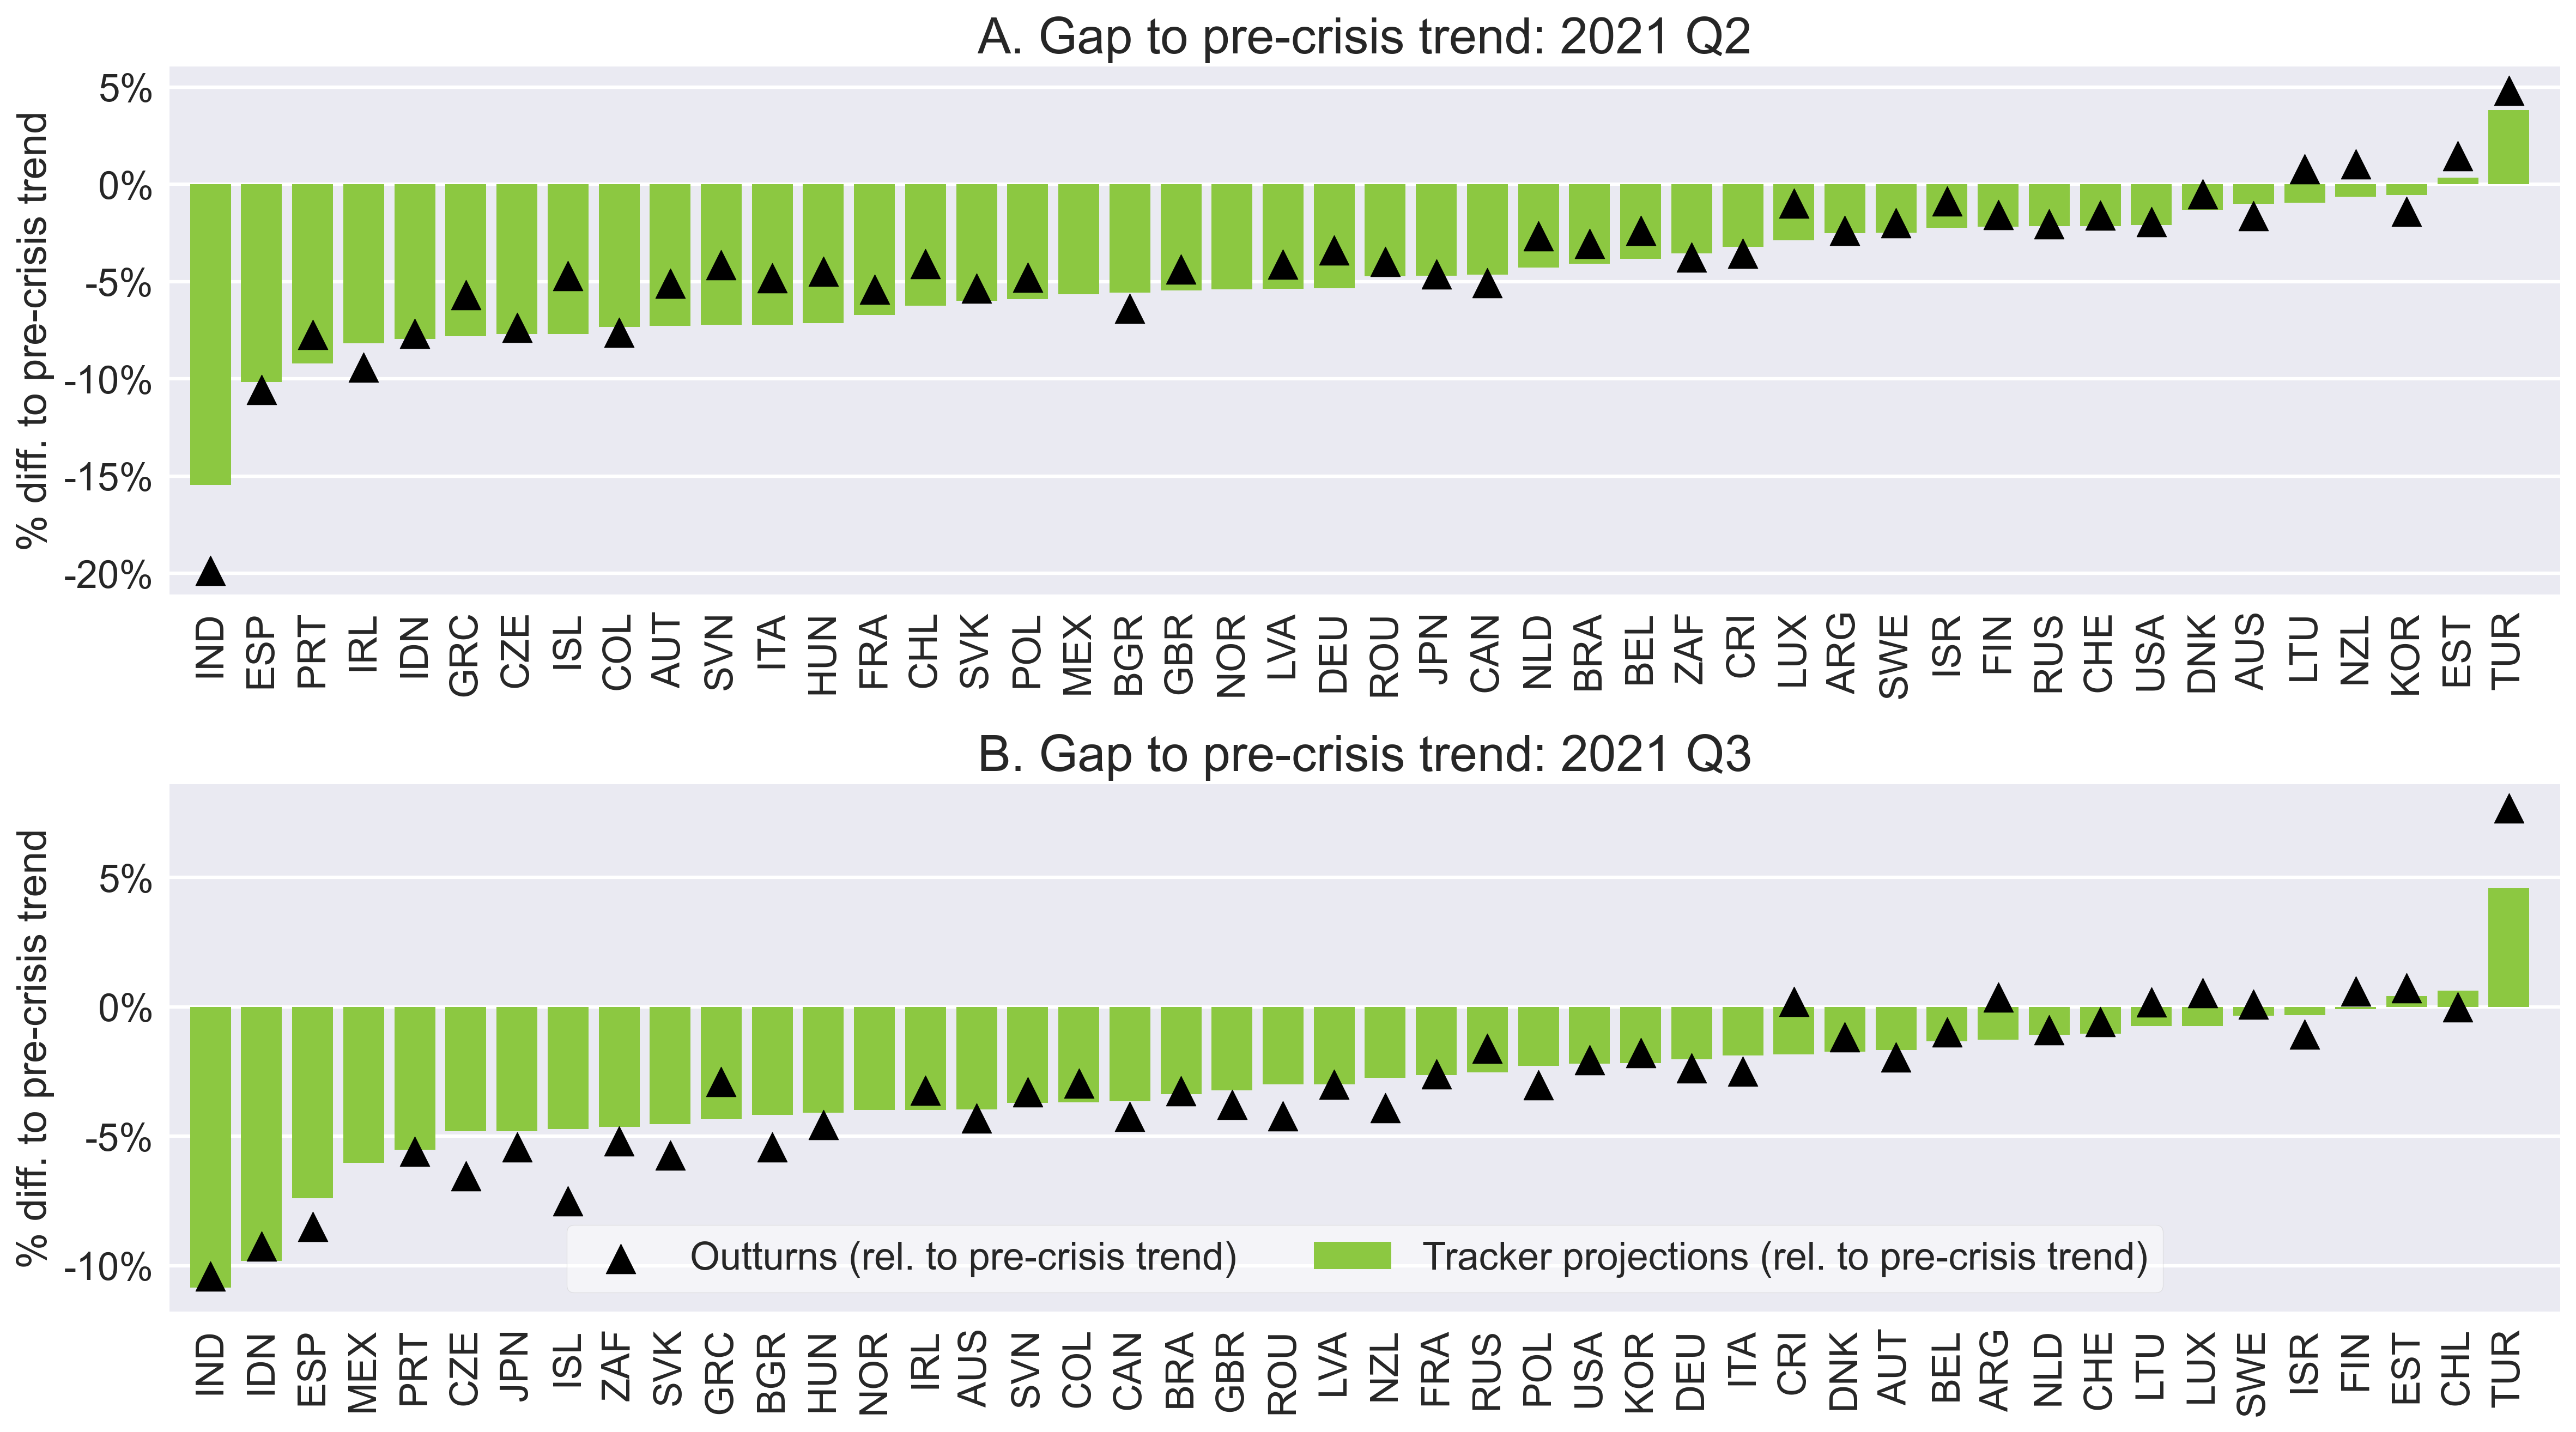 A. Gap to pre-crisis trend: 2021 Q2
% diff. to pre-crisis trend
5%
0%
-5%
-10%
-15%
-20%
IND ESP PRT IRL IDN GRC CZE ISL COL AUT SVN ITA HUN FRA CHL SVK POL MEX BGR GBR NOR LVA DEU ROU JPN CAN NLD BRA BEL ZAF CRI LUX ARG SWE ISR FIN RUS CHE USA DNK AUS LTU NZL KOR EST TUR
B. Gap to pre-crisis trend: 2021 Q3
% diff. to pre-crisis trend
5%
0%
-5%
-10%
Outturns (rel. to pre-crisis trend) Tracker projections (rel. to pre-crisis trend)
IND IDN ESP MEX PRT CZE JPN ISL ZAF SVK GRC BGR HUN NOR IRL AUS SVN COL CAN BRA GBR ROU LVA NZL FRA RUS POL USA KOR DEU ITA CRI DNK AUT BEL ARG NLD CHE LTU LUX SWE ISR FIN EST CHL TUR